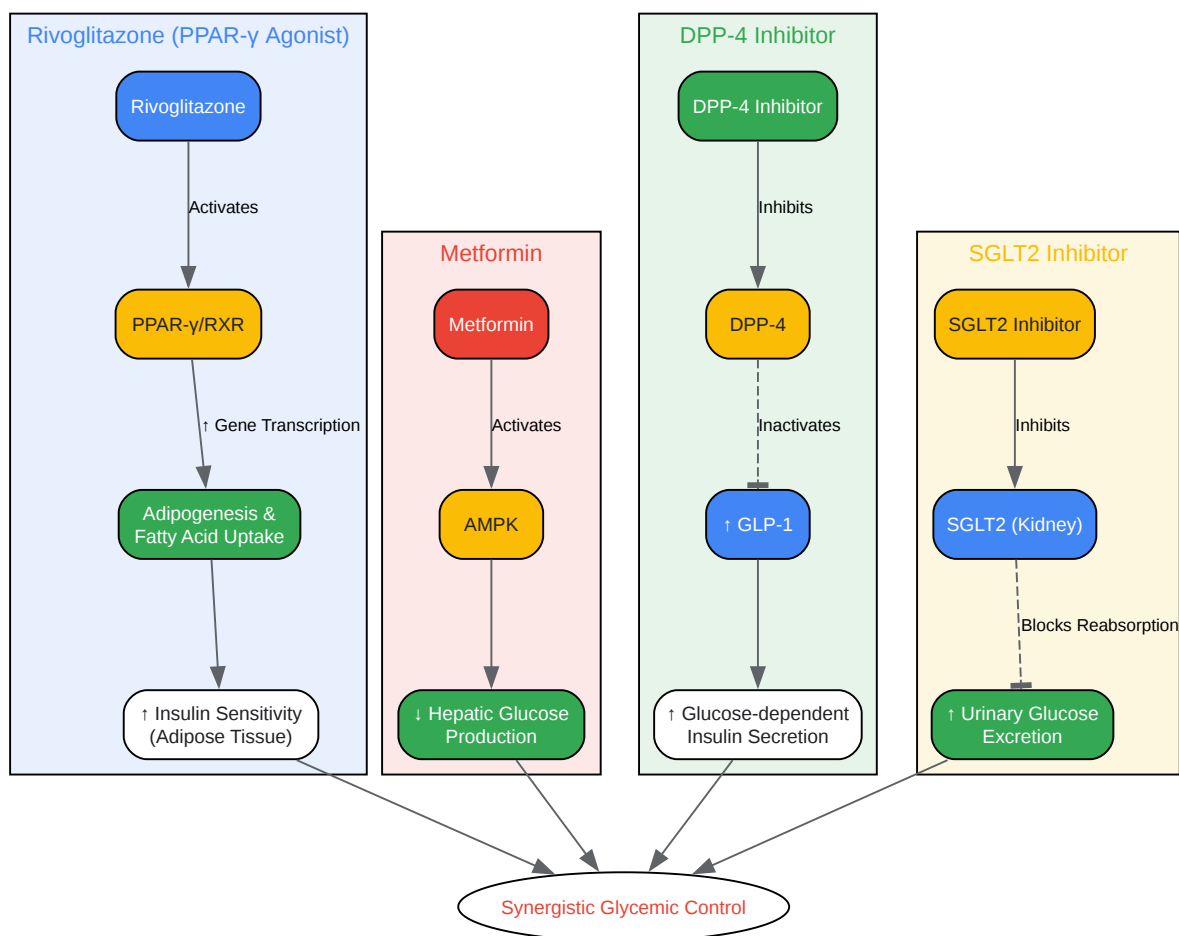 Rivoglitazone (PPAR-γ Agonist)
Rivoglitazone
Activates
PPAR-γ/RXR
↑ Gene Transcription
Adipogenesis &
Fatty Acid Uptake
↑ Insulin Sensitivity
(Adipose Tissue)
Metformin
Metformin
Activates
AMPK
↓ Hepatic Glucose
Production
DPP-4 Inhibitor
DPP-4 Inhibitor
Inhibits
DPP-4
Inactivates
↑ GLP-1
↑ Glucose-dependent
Insulin Secretion
SGLT2 Inhibitor
SGLT2 Inhibitor
Inhibits
SGLT2 (Kidney)
Blocks Reabsorption
↑ Urinary Glucose
Excretion
Synergistic Glycemic Control